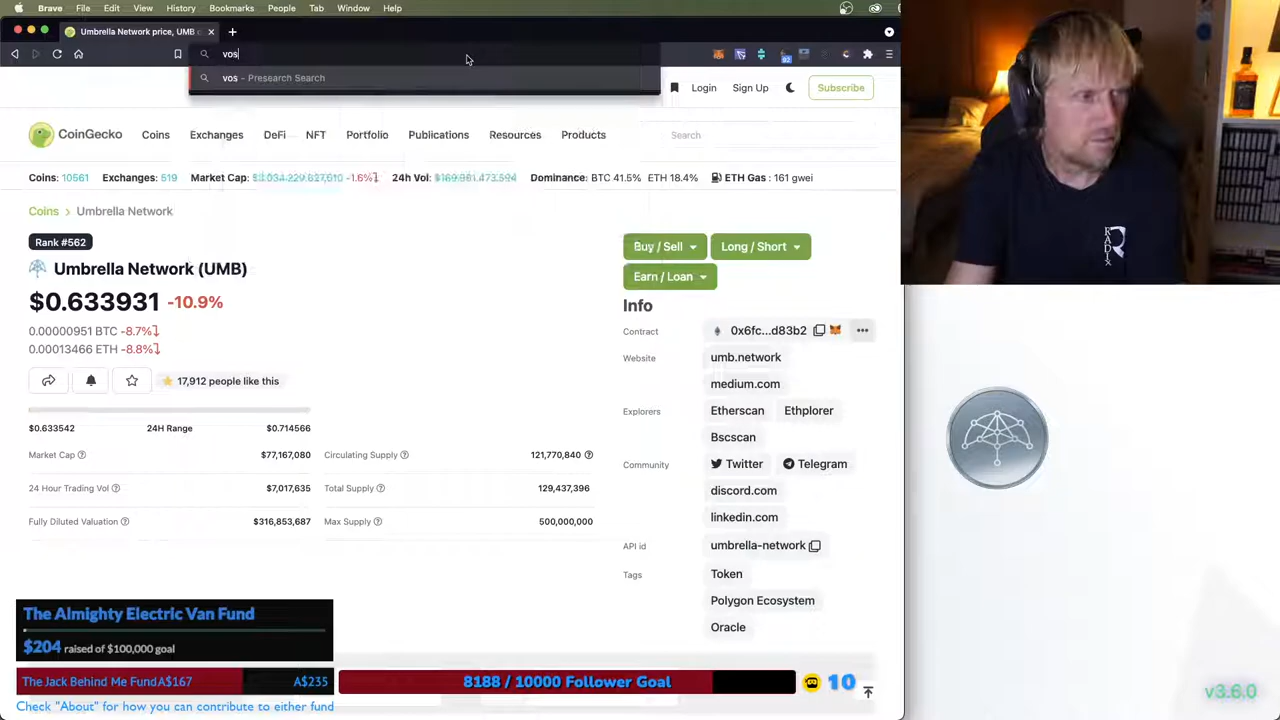 Brave File Edit View History Bookmarks People Tab Window Help
Umbrella Network price, UMB c
vos
vos - Presearch Search
92
Login Sign Up Subscribe
CoinGecko Coins Exchanges DeFi NFT Portfolio Publications Resources Products Search
Coins: 10561 Exchanges: 519 Market Cap: -1.6% 24h Vol: Dominance: BTC 41.5% ETH 18.4% ETH Gas: 161 gwei
Coins > Umbrella Network
Rank #562
Umbrella Network (UMB)
$0.633931 -10.9%
0.00000951 BTC -8.7%
0.00013466 ETH -8.8%
17,912 people like this
$0.633542 24H Range $0.714566
Market Cap $77,167,080 Circulating Supply 121,770,840
24 Hour Trading Vol $7,017,635 Total Supply 129,437,396
Fully Diluted Valuation $316,853,687 Max Supply 500,000,000
Buy / Sell Long / Short
Earn / Loan
Info
Contract 0x6fc...d83b2 •••
Website umb.network
medium.com
Explorers Etherscan Ethplorer
Bscscan
Community Twitter Telegram
discord.com
linkedin.com
API id umbrella-network
Tags Token
Polygon Ecosystem
Oracle
RADIX
The Almighty Electric Van Fund
$204 raised of $100,000 goal
The Jack Behind Me Fund A$167 A$235
8188 / 10000 Follower Goal
10
Check "About" for how you can contribute to either fund
v3.6.0